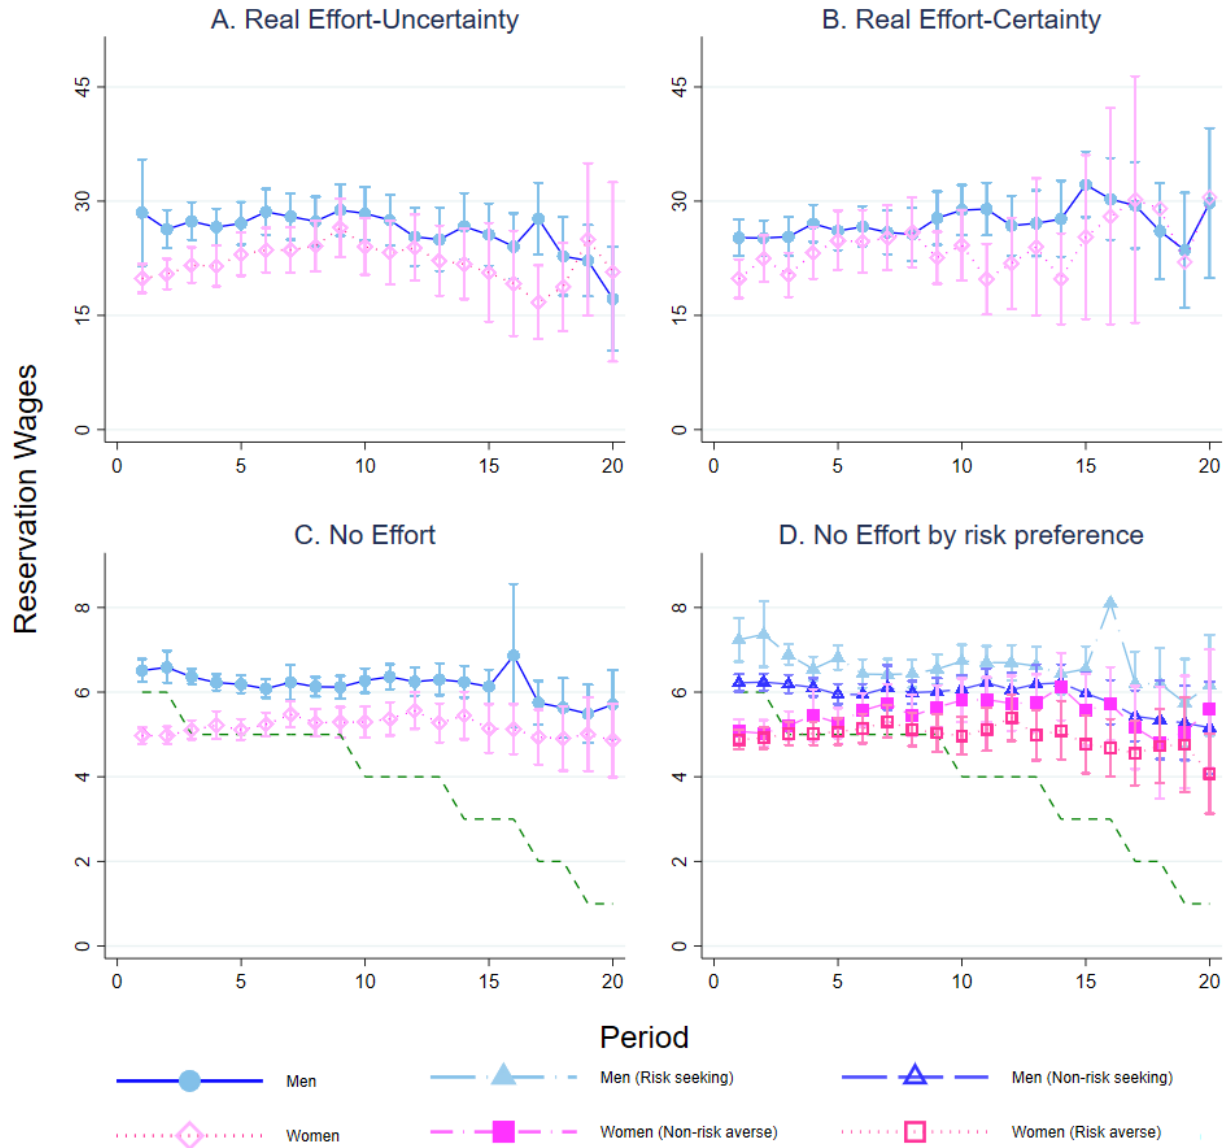 A. Real Effort-Uncertainty
B. Real Effort-Certainty
45
30
15
0
0 5 10 15 20
45
30
15
0
0 5 10 15 20
Reservation Wages
C. No Effort
D. No Effort by risk preference
8
6
4
2
0
0 5 10 15 20
8
6
4
2
0
0 5 10 15 20
Period
Men
Men (Risk seeking)
Men (Non-risk seeking)
Women
Women (Non-risk averse)
Women (Risk averse)